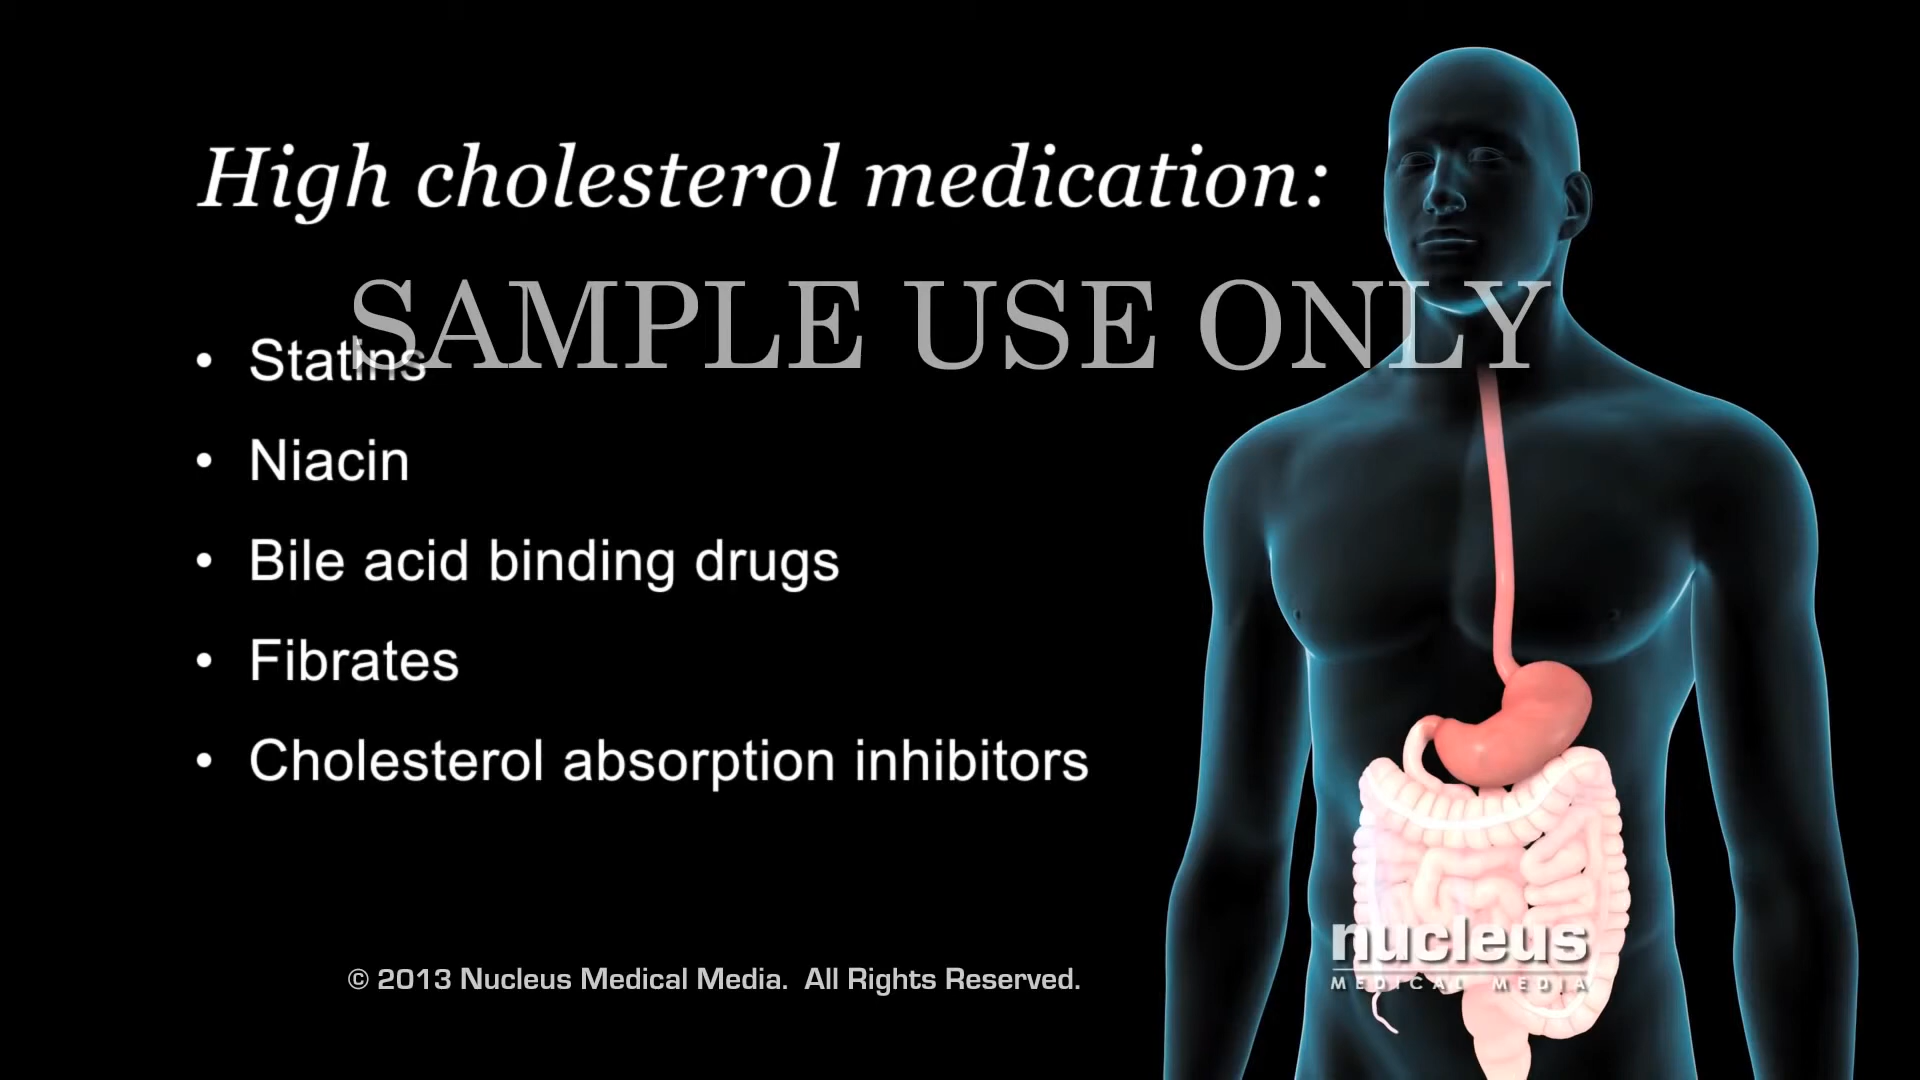 High cholesterol medication:
SAMPLE USE ONLY
• Statins
• Niacin
• Bile acid binding drugs
• Fibrates
• Cholesterol absorption inhibitors
nucleus
MEDICAL MEDIA
© 2013 Nucleus Medical Media. All Rights Reserved.